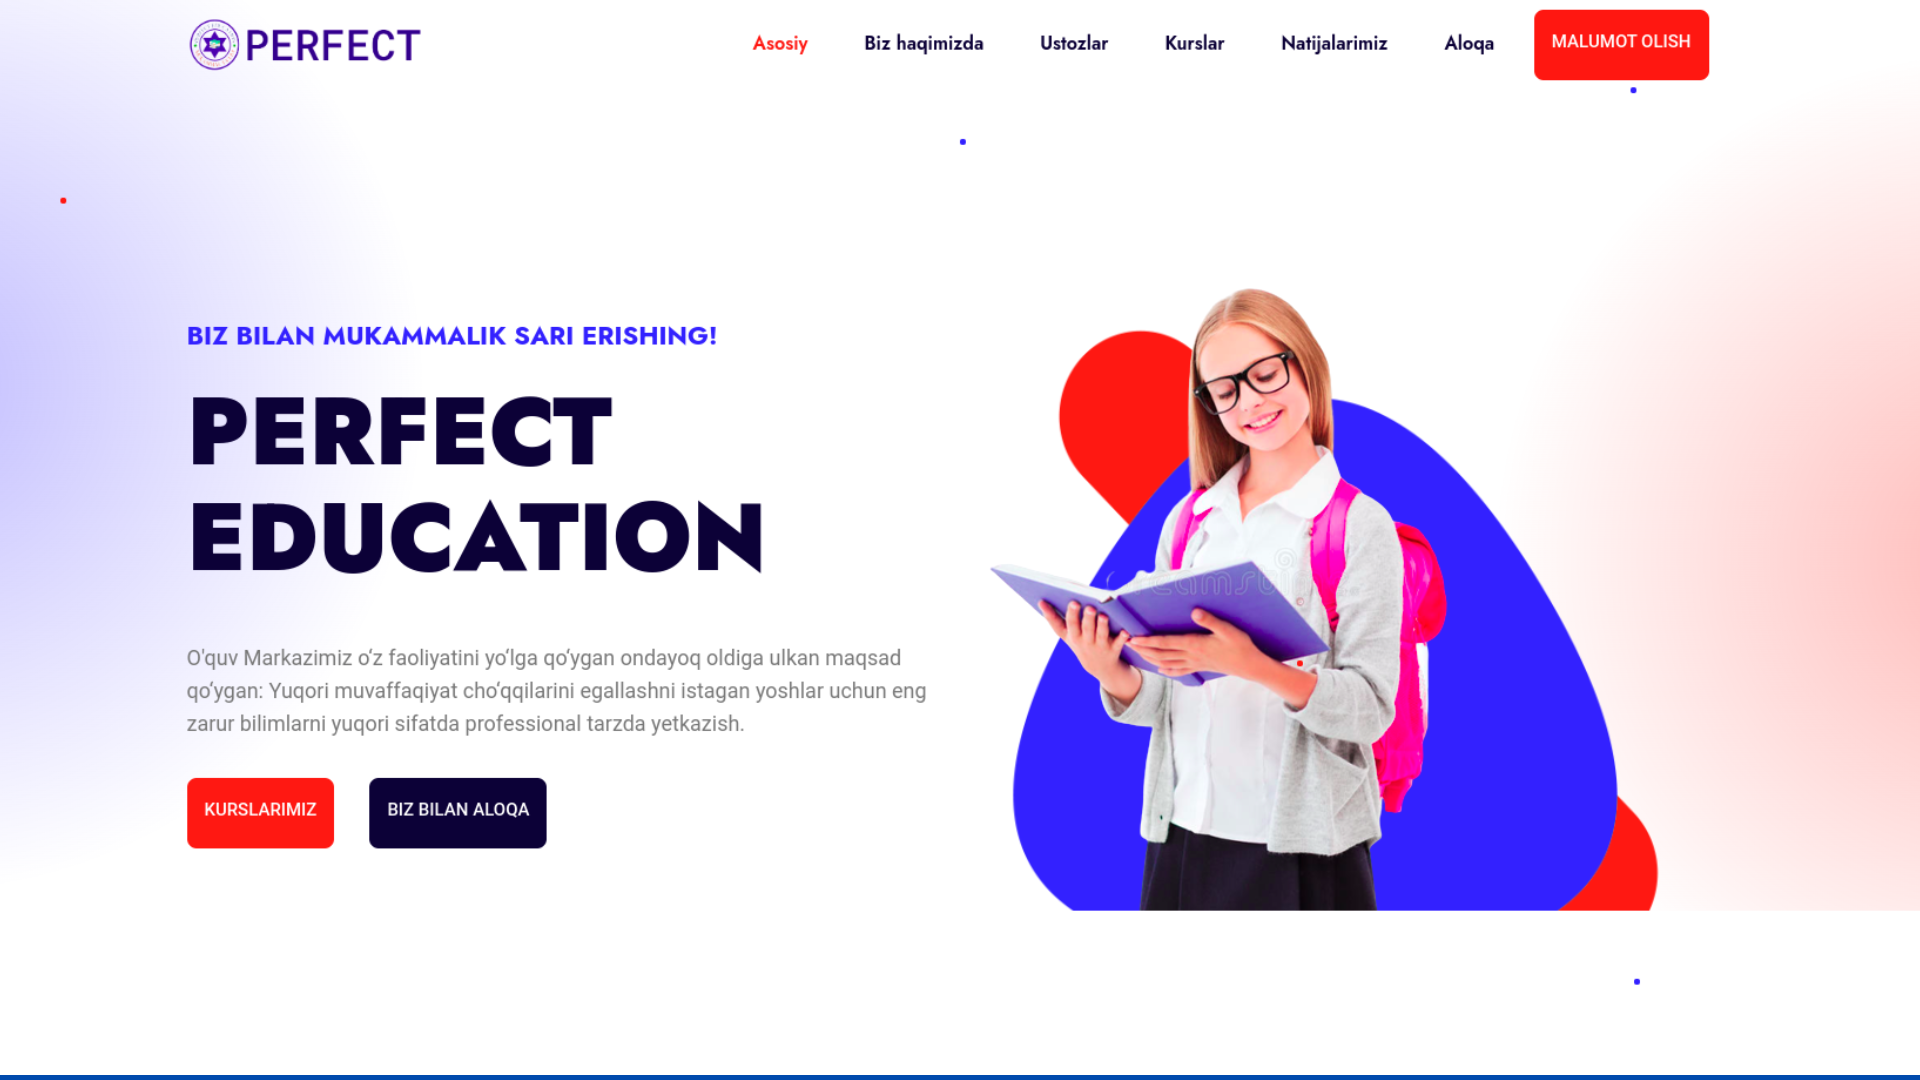 PERFECT
Asosiy
Biz haqimizda
Ustozlar
Kurslar
Natijalarimiz
Aloqa
MALUMOT OLISH
BIZ BILAN MUKAMMALIK SARI ERISHING!
PERFECT
EDUCATION
O'quv Markazimiz o‘z faoliyatini yo‘lga qo‘ygan ondayoq oldiga ulkan maqsad
qo‘ygan: Yuqori muvaffaqiyat cho‘qqilarini egallashni istagan yoshlar uchun eng
zarur bilimlarni yuqori sifatda professional tarzda yetkazish.
KURSLARIMIZ
BIZ BILAN ALOQA